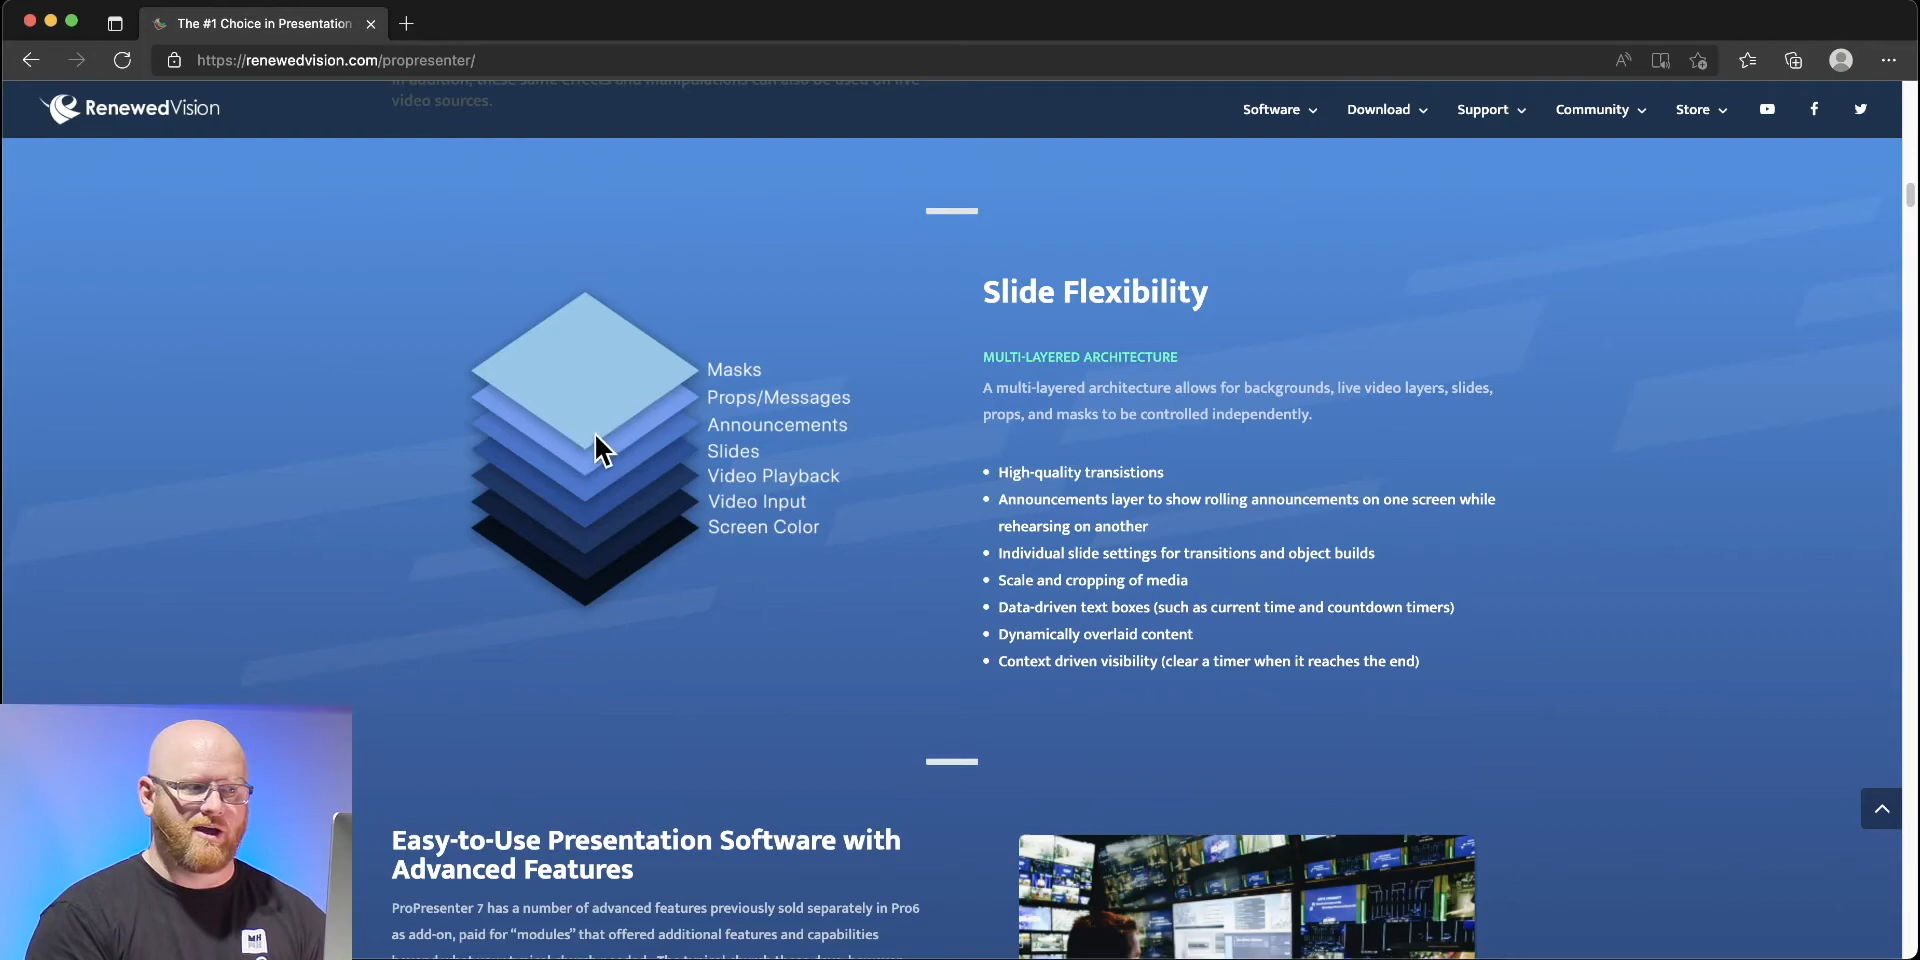 The #1 Choice in Presentation
https://renewedvision.com/propresenter/
video sources.
RenewedVision
Software
Download
Support
Community
Store
Masks
Props/Messages
Announcements
Slides
Video Playback
Video Input
Screen Color
Slide Flexibility
MULTI-LAYERED ARCHITECTURE
A multi-layered architecture allows for backgrounds, live video layers, slides,
props, and masks to be controlled independently.
• High-quality transistions
• Announcements layer to show rolling announcements on one screen while
rehearsing on another
• Individual slide settings for transitions and object builds
• Scale and cropping of media
• Data-driven text boxes (such as current time and countdown timers)
• Dynamically overlaid content
• Context driven visibility (clear a timer when it reaches the end)
Easy-to-Use Presentation Software with
Advanced Features
ProPresenter 7 has a number of advanced features previously sold separately in Pro6
as add-on, paid for “modules” that offered additional features and capabilities
MH